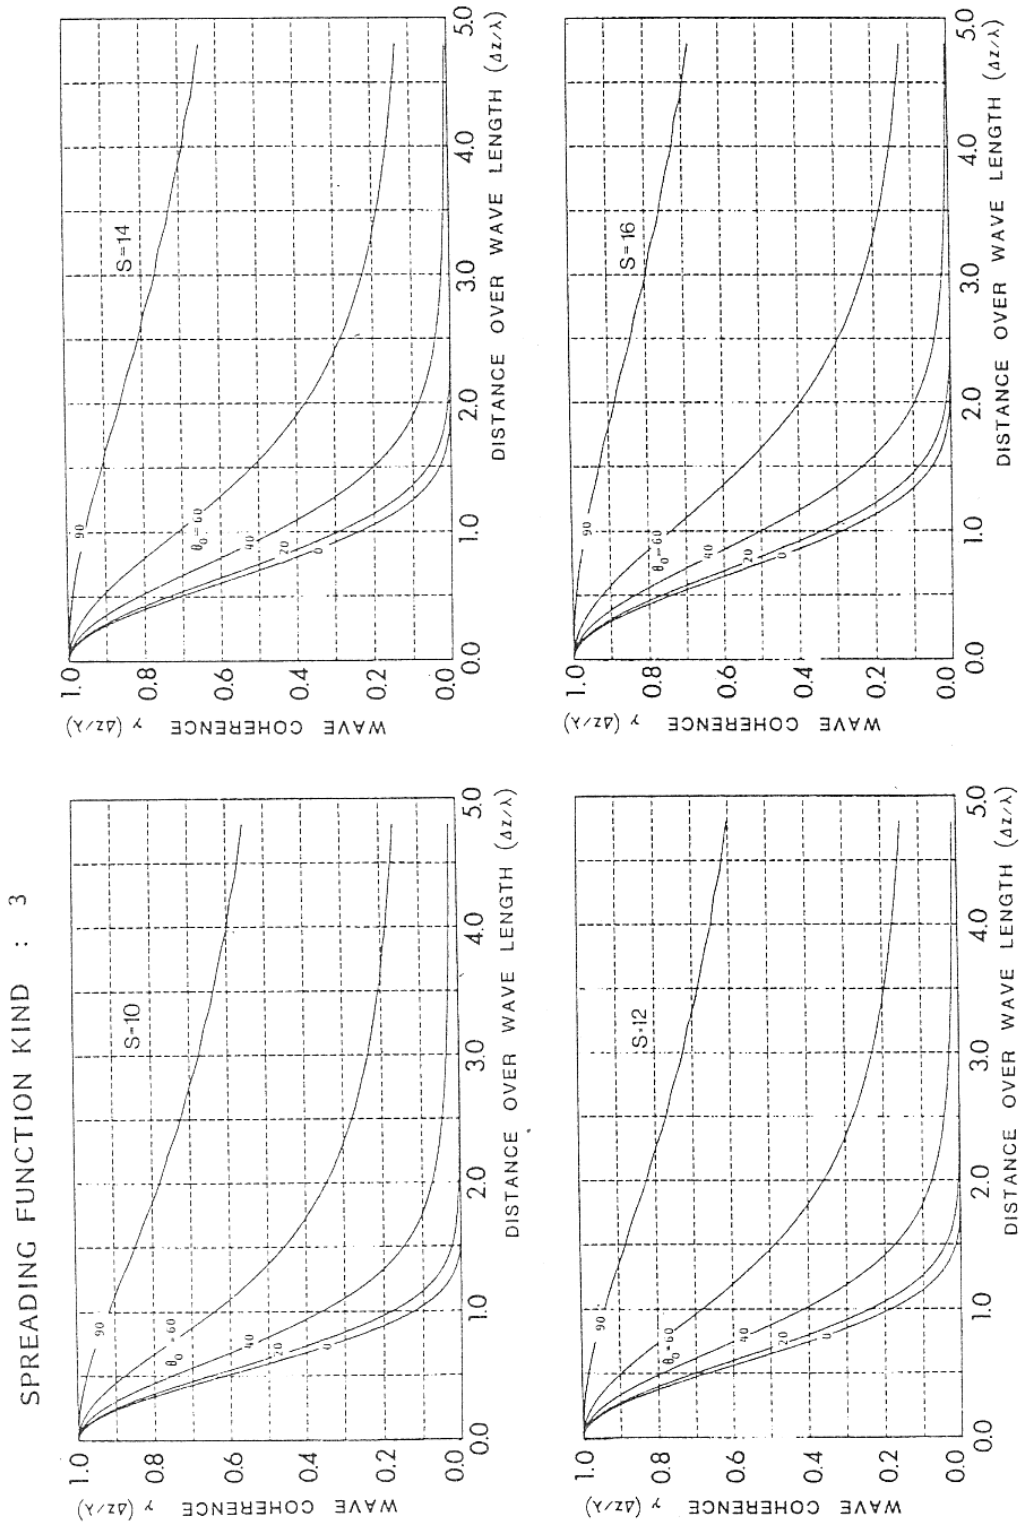 SPREADING FUNCTION KIND : 3
WAVE COHERENCE γ (Δz/λ)
1.0
0.8
0.6
0.4
0.2
0.0
S=10
90
θ₀=60
40
20
0
0.0 1.0 2.0 3.0 4.0 5.0
DISTANCE OVER WAVE LENGTH (Δz/λ)
WAVE COHERENCE γ (Δz/λ)
1.0
0.8
0.6
0.4
0.2
0.0
S=14
90
θ₀=60
40
20
0
0.0 1.0 2.0 3.0 4.0 5.0
DISTANCE OVER WAVE LENGTH (Δz/λ)
WAVE COHERENCE γ (Δz/λ)
1.0
0.8
0.6
0.4
0.2
0.0
S=12
90
θ₀=60
40
20
0
0.0 1.0 2.0 3.0 4.0 5.0
DISTANCE OVER WAVE LENGTH (Δz/λ)
WAVE COHERENCE γ (Δz/λ)
1.0
0.8
0.6
0.4
0.2
0.0
S=16
90
θ₀=60
40
20
0
0.0 1.0 2.0 3.0 4.0 5.0
DISTANCE OVER WAVE LENGTH (Δz/λ)